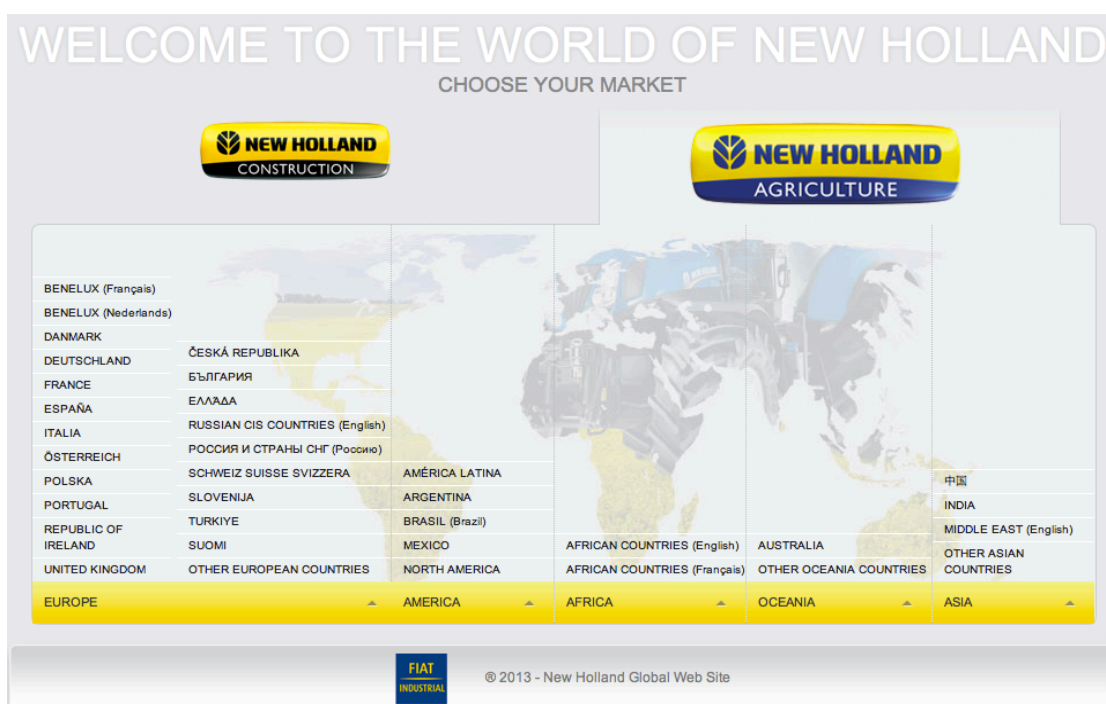 WELCOME TO THE WORLD OF NEW HOLLAND
CHOOSE YOUR MARKET
NEW HOLLAND
CONSTRUCTION
NEW HOLLAND
AGRICULTURE
BENELUX (Français)
BENELUX (Nederlands)
DANMARK
DEUTSCHLAND
FRANCE
ESPAÑA
ITALIA
ÖSTERREICH
POLSKA
PORTUGAL
REPUBLIC OF
IRELAND
UNITED KINGDOM
ČESKÁ REPUBLIKA
БЪЛГАРИЯ
ΕΛΛΆΔΑ
RUSSIAN CIS COUNTRIES (English)
РОССИЯ И СТРАНЫ СНГ (Россию)
SCHWEIZ SUISSE SVIZZERA
SLOVENIJA
TURKIYE
SUOMI
OTHER EUROPEAN COUNTRIES
AMÉRICA LATINA
ARGENTINA
BRASIL (Brazil)
MEXICO
NORTH AMERICA
AFRICAN COUNTRIES (English)
AFRICAN COUNTRIES (Français)
AUSTRALIA
OTHER OCEANIA COUNTRIES
中国
INDIA
MIDDLE EAST (English)
OTHER ASIAN
COUNTRIES
EUROPE
AMERICA
AFRICA
OCEANIA
ASIA
FIAT
INDUSTRIAL
® 2013 - New Holland Global Web Site